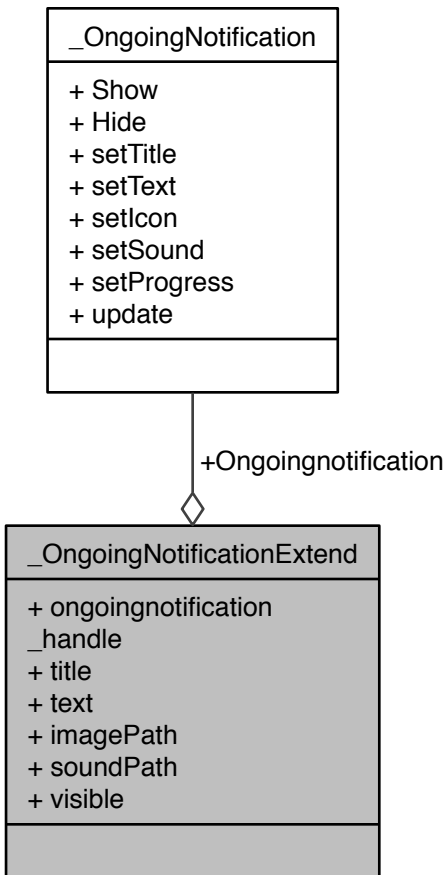 _OngoingNotification
+ Show
+ Hide
+ setTitle
+ setText
+ setIcon
+ setSound
+ setProgress
+ update
+Ongoingnotification
_OngoingNotificationExtend
+ ongoingnotification
_handle
+ title
+ text
+ imagePath
+ soundPath
+ visible